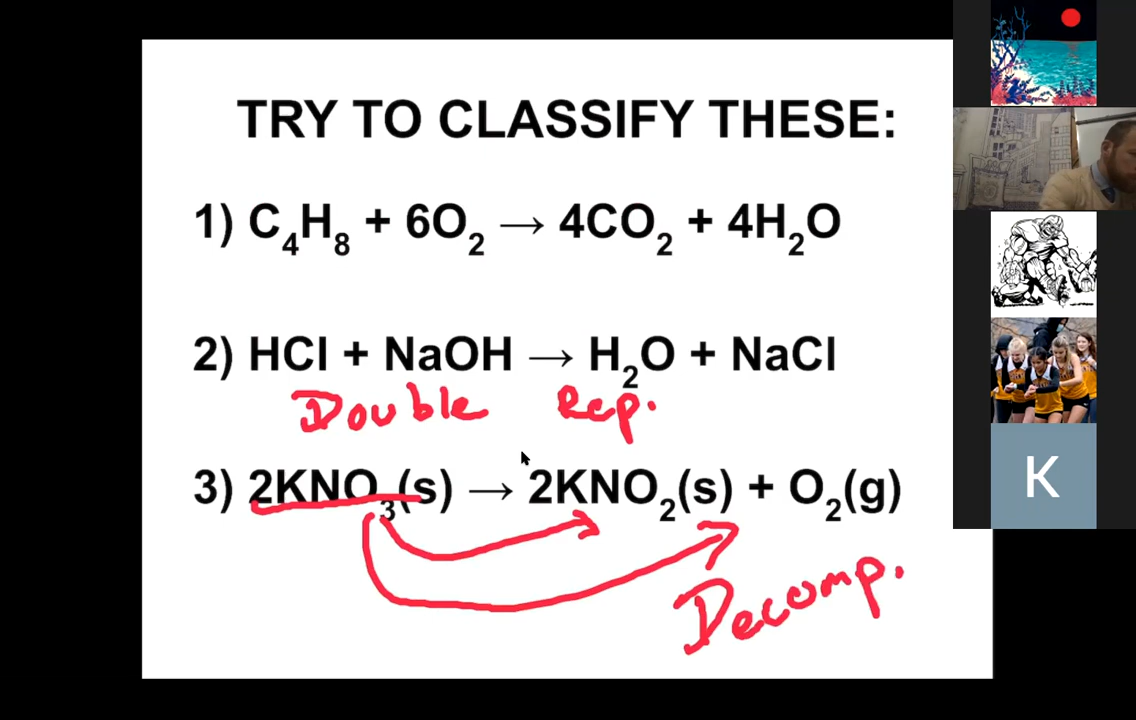 TRY TO CLASSIFY THESE:
1) C₄H₈ + 6O₂ → 4CO₂ + 4H₂O
2) HCl + NaOH → H₂O + NaCl
Double Rep.
3) 2KNO₃(s) → 2KNO₂(s) + O₂(g)
Decomp.
K